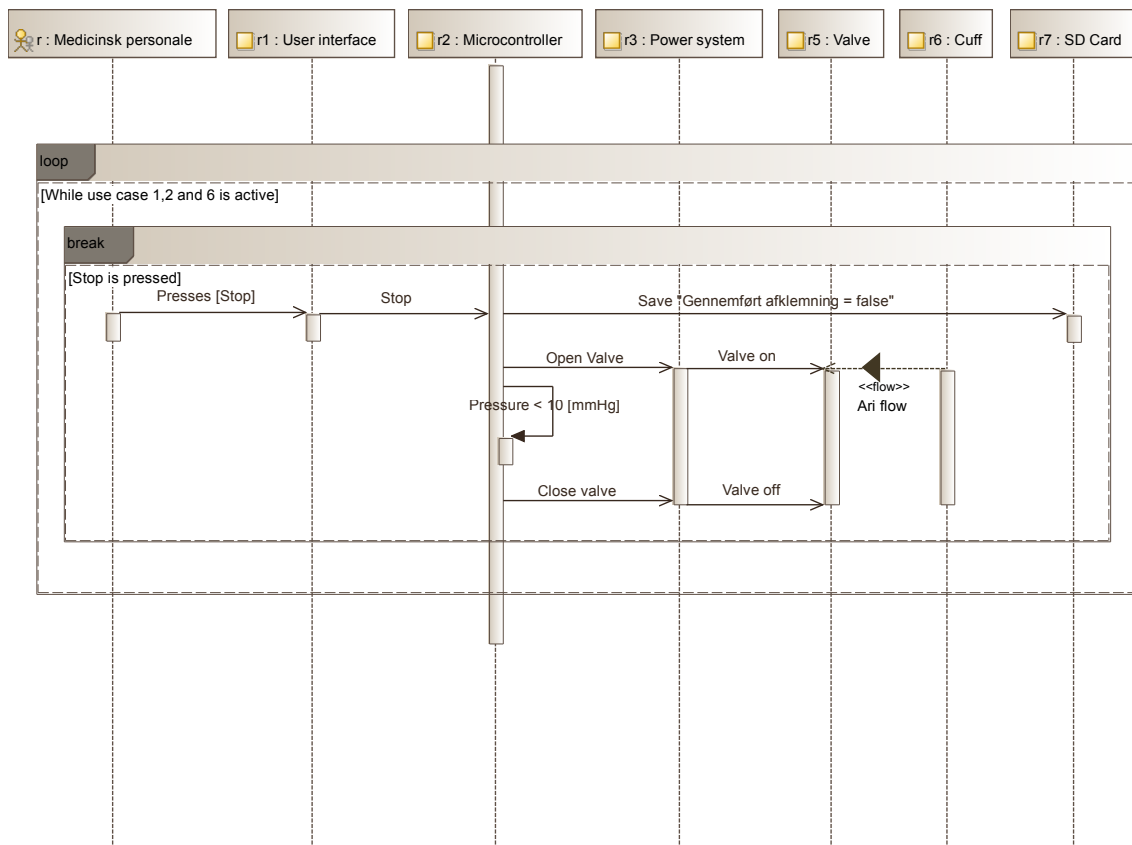 r : Medicinsk personale
r1 : User interface
r2 : Microcontroller
r3 : Power system
r5 : Valve
r6 : Cuff
r7 : SD Card
loop
[While use case 1,2 and 6 is active]
break
[Stop is pressed]
Presses [Stop]
Stop
Save "Gennemført afklemning = false"
Open Valve
Valve on
<<flow>>
Ari flow
Pressure < 10 [mmHg]
Close valve
Valve off